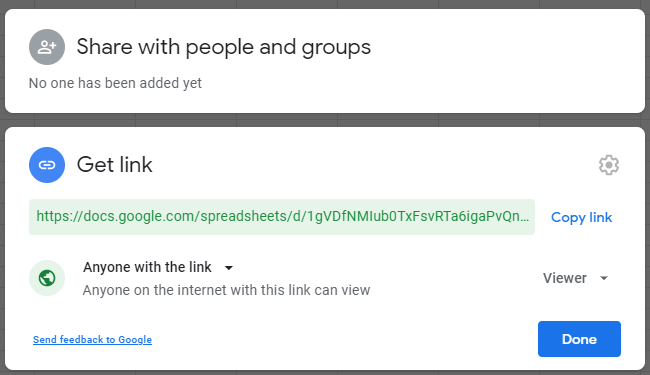 Share with people and groups
No one has been added yet
Get link
https://docs.google.com/spreadsheets/d/1gVDfNMIub0TxFsvRTa6igaPvQn...
Copy link
Anyone with the link
Anyone on the internet with this link can view
Viewer
Send feedback to Google
Done